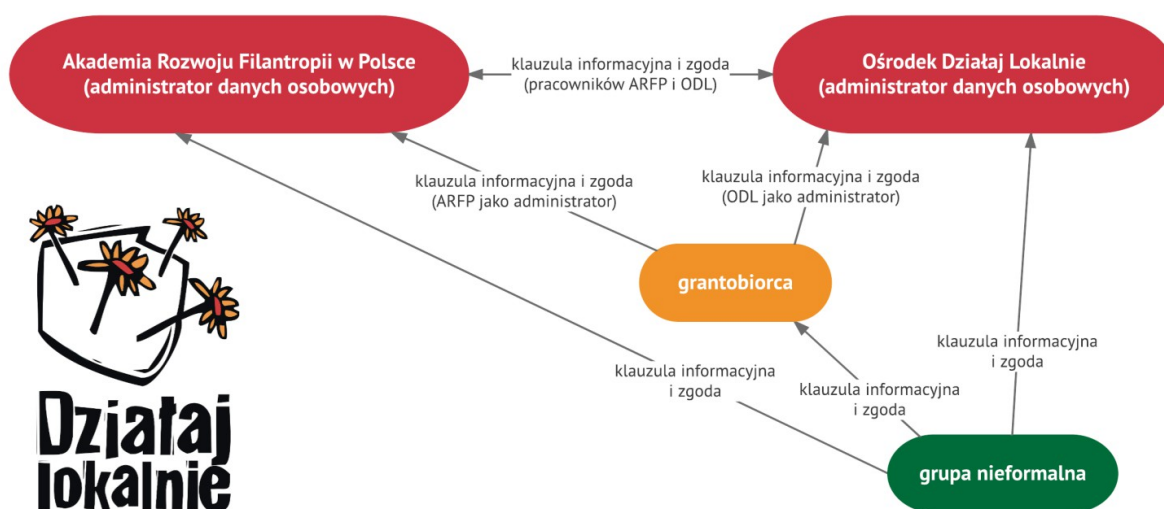 Akademia Rozwoju Filantropii w Polsce
(administrator danych osobowych)
klauzula informacyjna i zgoda
(pracowników ARFP i ODL)
Ośrodek Działaj Lokalnie
(administrator danych osobowych)
klauzula informacyjna i zgoda
(ARFP jako administrator)
klauzula informacyjna i zgoda
(ODL jako administrator)
grantobiorca
klauzula informacyjna
i zgoda
klauzula informacyjna
i zgoda
klauzula informacyjna
i zgoda
grupa nieformalna
Działaj
lokalnie